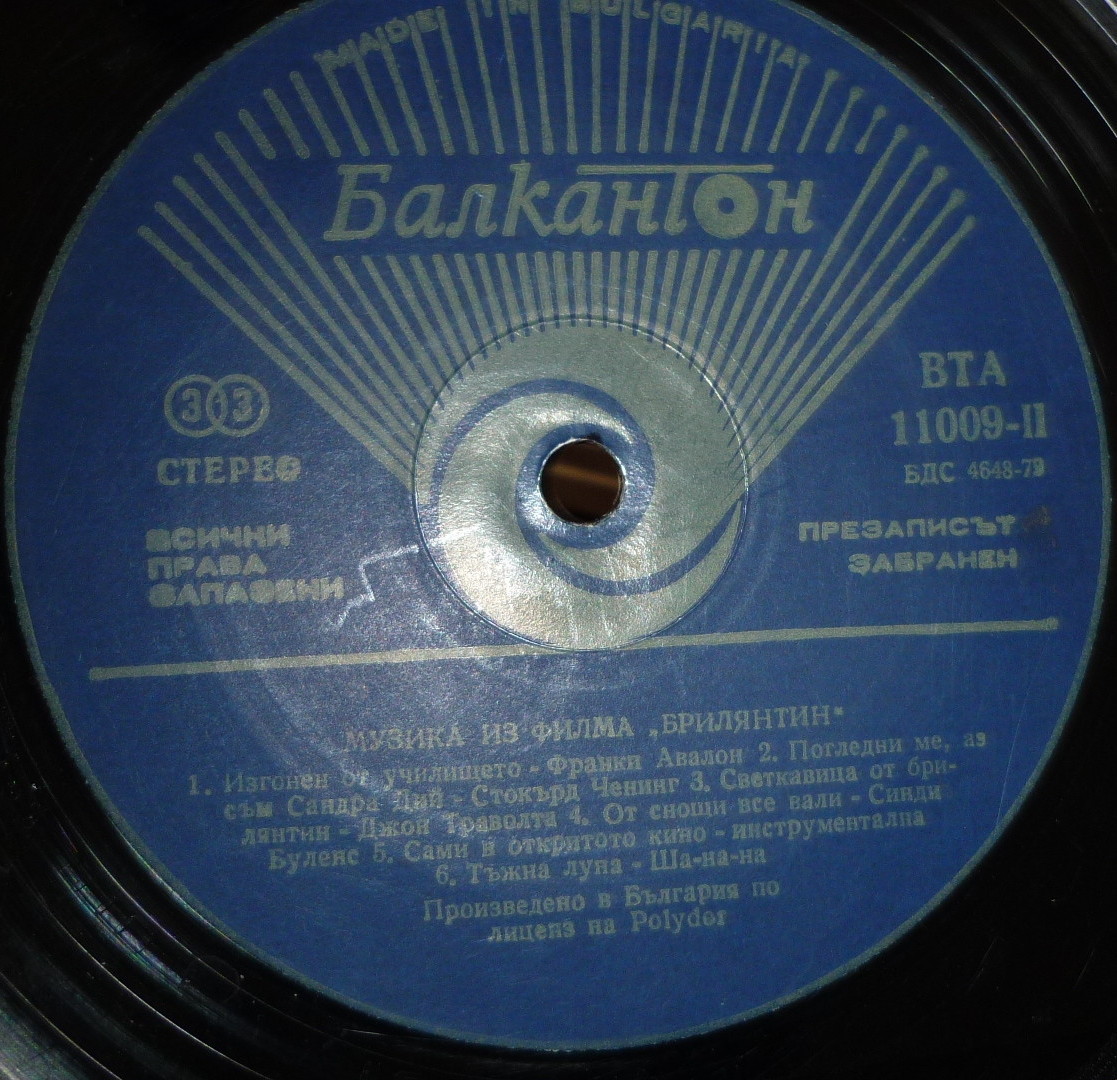 MADE IN BULGARIA
Балкантон
33
СТЕРЕО
ВСИЧКИ
ПРАВА
ЗАПАЗЕНИ
ВТА
11009-II
БДС 4648-79
ПРЕЗАПИСЪТ
ЗАБРАНЕН
МУЗИКА ИЗ ФИЛМА „БРИЛЯНТИН"
1. Изгонен от училището - Франки Авалон 2. Погледни ме, аз
съм Сандра Дий - Стокърд Ченинг 3. Светкавица от бри-
лянтин - Джон Траволта 4. От снощи все вали - Синди
Буленс 5. Сами в откритото кино - инструментална
6. Тъжна луна - Ша-на-на
Произведено в България по
лиценз на Polydor